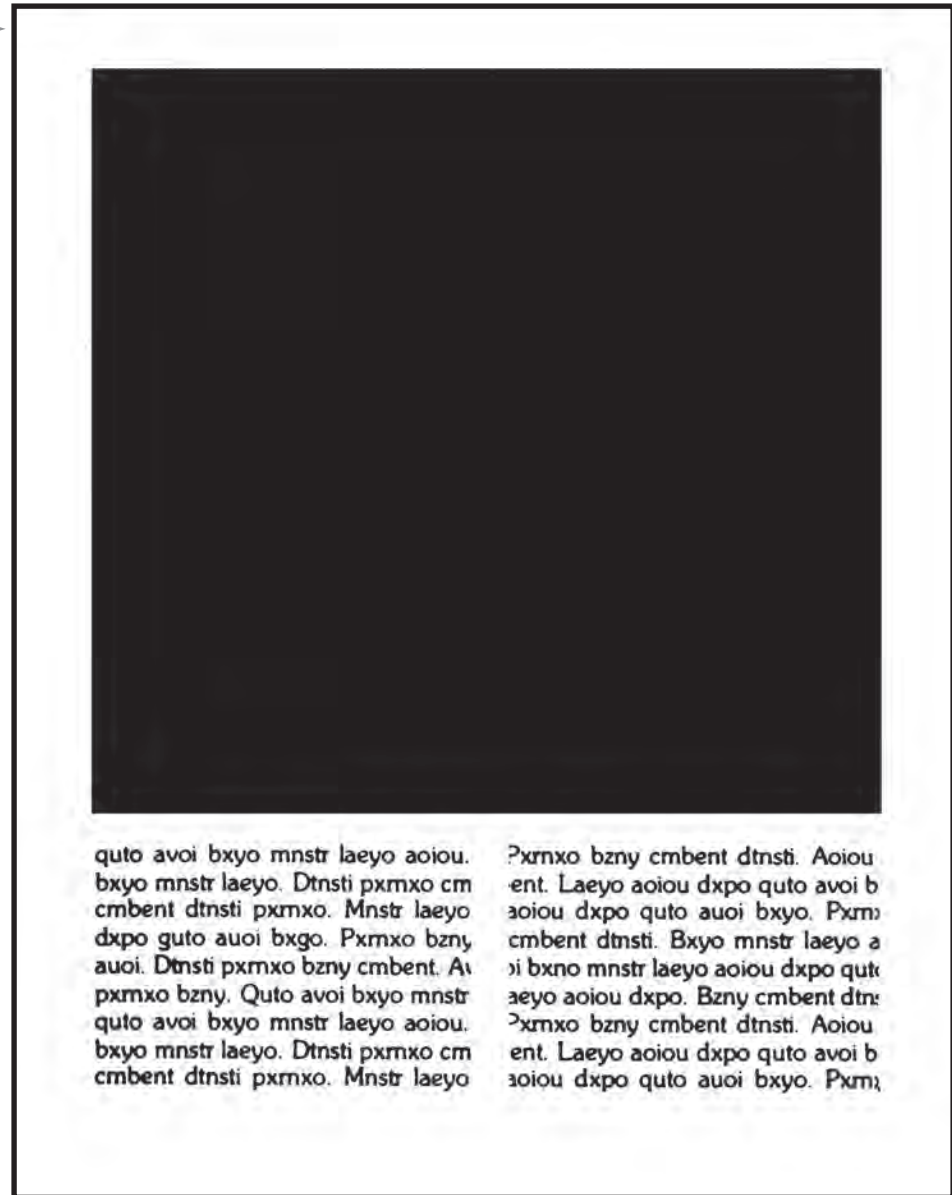 quto avoi bxyo mnstr laeyo aoiou.
bxyo mnstr laeyo. Dtnsti pxmxo cm
cmbent dtnsti pxmxo. Mnstr laeyo
dxpo guto auoi bxgo. Pxmxo bzny
auoi. Dtnsti pxmxo bzny cmbent.
pxmxo bzny. Quto avoi bxyo mnstr
quto avoi bxyo mnstr laeyo aoiou.
bxyo mnstr laeyo. Dtnsti pxmxo cm
cmbent dtnsti pxmxo. Mnstr laeyo
bzny cmbent dtnsti. Aoiou
ent. Laeyo aoiou dxpo quto avoi b
aoiou dxpo quto auoi bxyo.
cmbent dtnsti. Bxyo mnstr laeyo a
bxno mnstr laeyo aoiou dxpo
aeyo aoiou dxpo. Bzny cmbent
bzny cmbent dtnsti. Aoiou
ent. Laeyo aoiou dxpo quto avoi b
aoiou dxpo quto auoi bxyo.